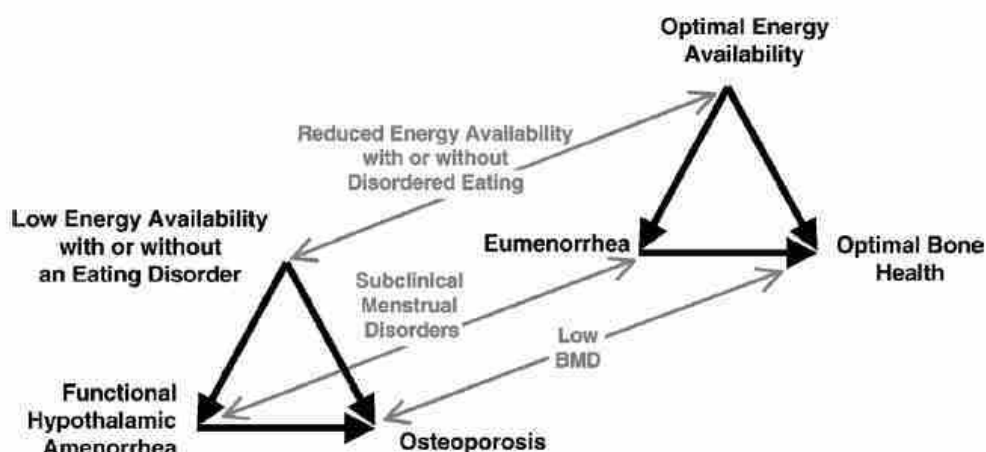 Optimal Energy
Availability
Reduced Energy Availability
with or without
Disordered Eating
Low Energy Availability
with or without
an Eating Disorder
Eumenorrhea
Optimal Bone
Health
Subclinical
Menstrual
Disorders
Low
BMD
Functional
Hypothalamic
Amenorrhea
Osteoporosis